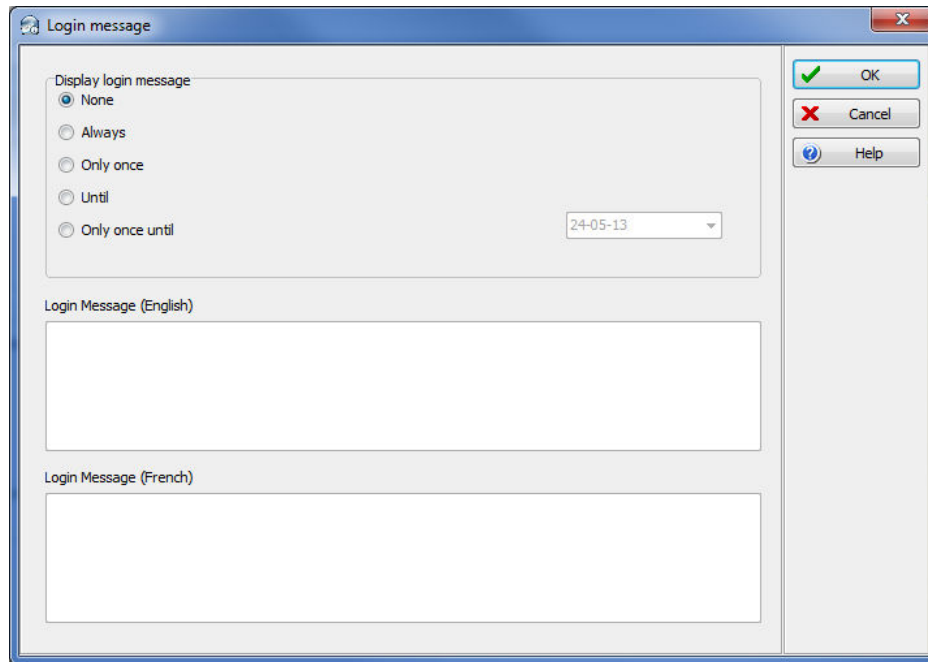 Login message
Display login message
None
Always
Only once
Until
Only once until
24-05-13
Login Message (English)
Login Message (French)
OK
Cancel
Help